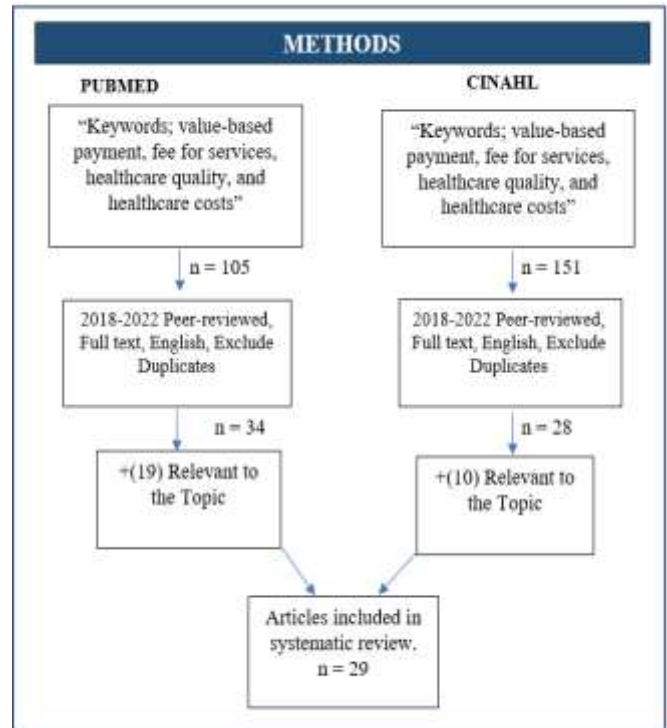 METHODS
PUBMED
“Keywords; value-based
payment, fee for services,
healthcare quality, and
healthcare costs”
n = 105
2018-2022 Peer-reviewed,
Full text, English, Exclude
Duplicates
n = 34
+(19) Relevant to
the Topic
CINAHL
“Keywords; value-based
payment, fee for services,
healthcare quality, and
healthcare costs”
n = 151
2018-2022 Peer-reviewed,
Full text, English, Exclude
Duplicates
n = 28
+(10) Relevant to
the Topic
Articles included in
systematic review.
n = 29